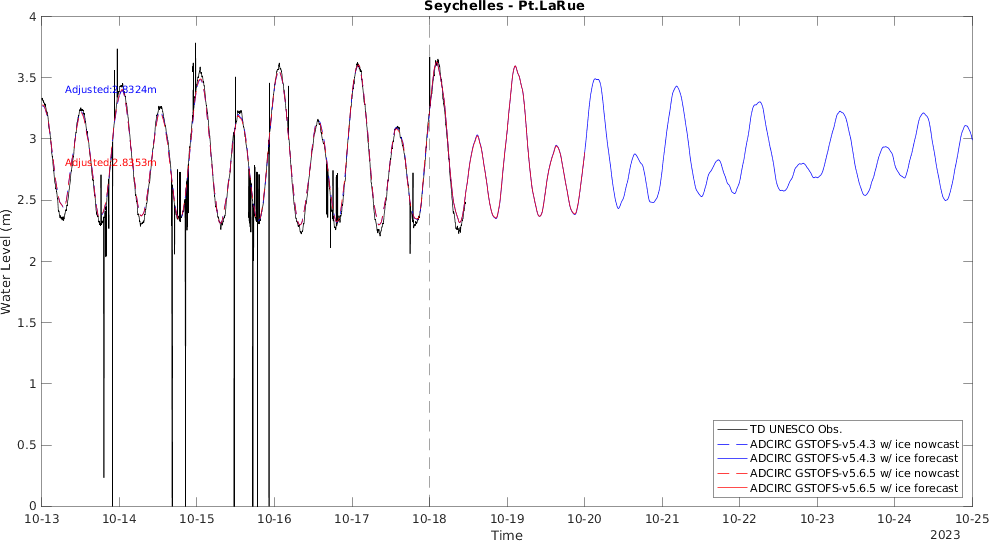 Seychelles - Pt.LaRue
Water Level (m)
4
3.5
3
2.5
2
1.5
1
0.5
0
Adjusted:2.8324m
Adjusted:2.8353m
TD UNESCO Obs.
ADCIRC GSTOFS-v5.4.3 w/ ice nowcast
ADCIRC GSTOFS-v5.4.3 w/ ice forecast
ADCIRC GSTOFS-v5.6.5 w/ ice nowcast
ADCIRC GSTOFS-v5.6.5 w/ ice forecast
10-13 10-14 10-15 10-16 10-17 10-18 10-19 10-20 10-21 10-22 10-23 10-24 10-25
Time
2023